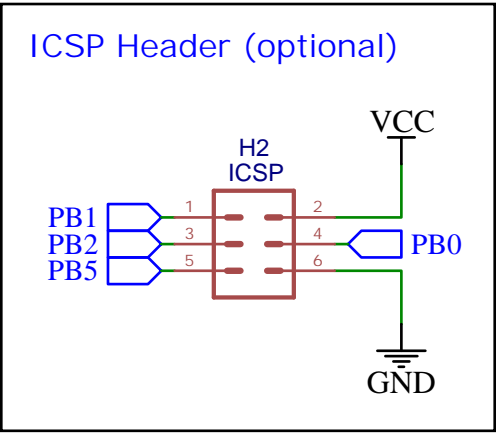 ICSP Header (optional)
VCC
H2
ICSP
PB1 1 2
PB2 3 4 PB0
PB5 5 6
GND